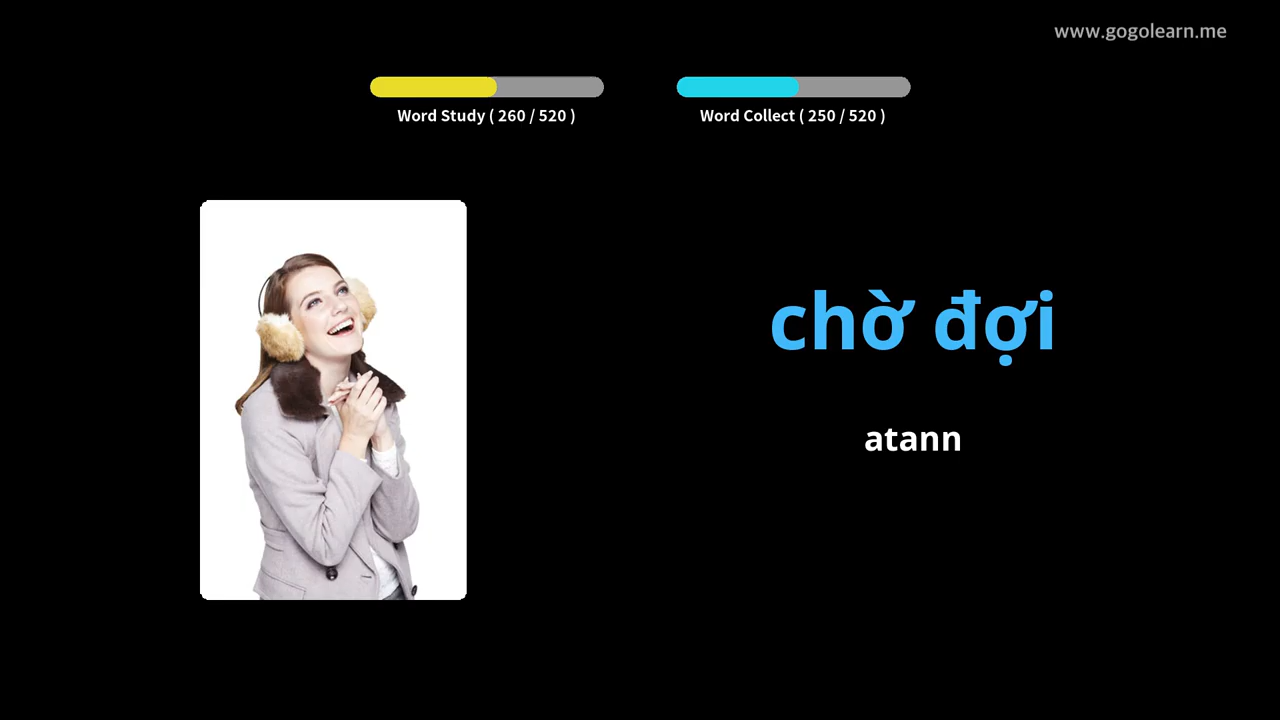 www.gogolearn.me
Word Study ( 260 / 520 )
Word Collect ( 250 / 520 )
chờ đợi
atann